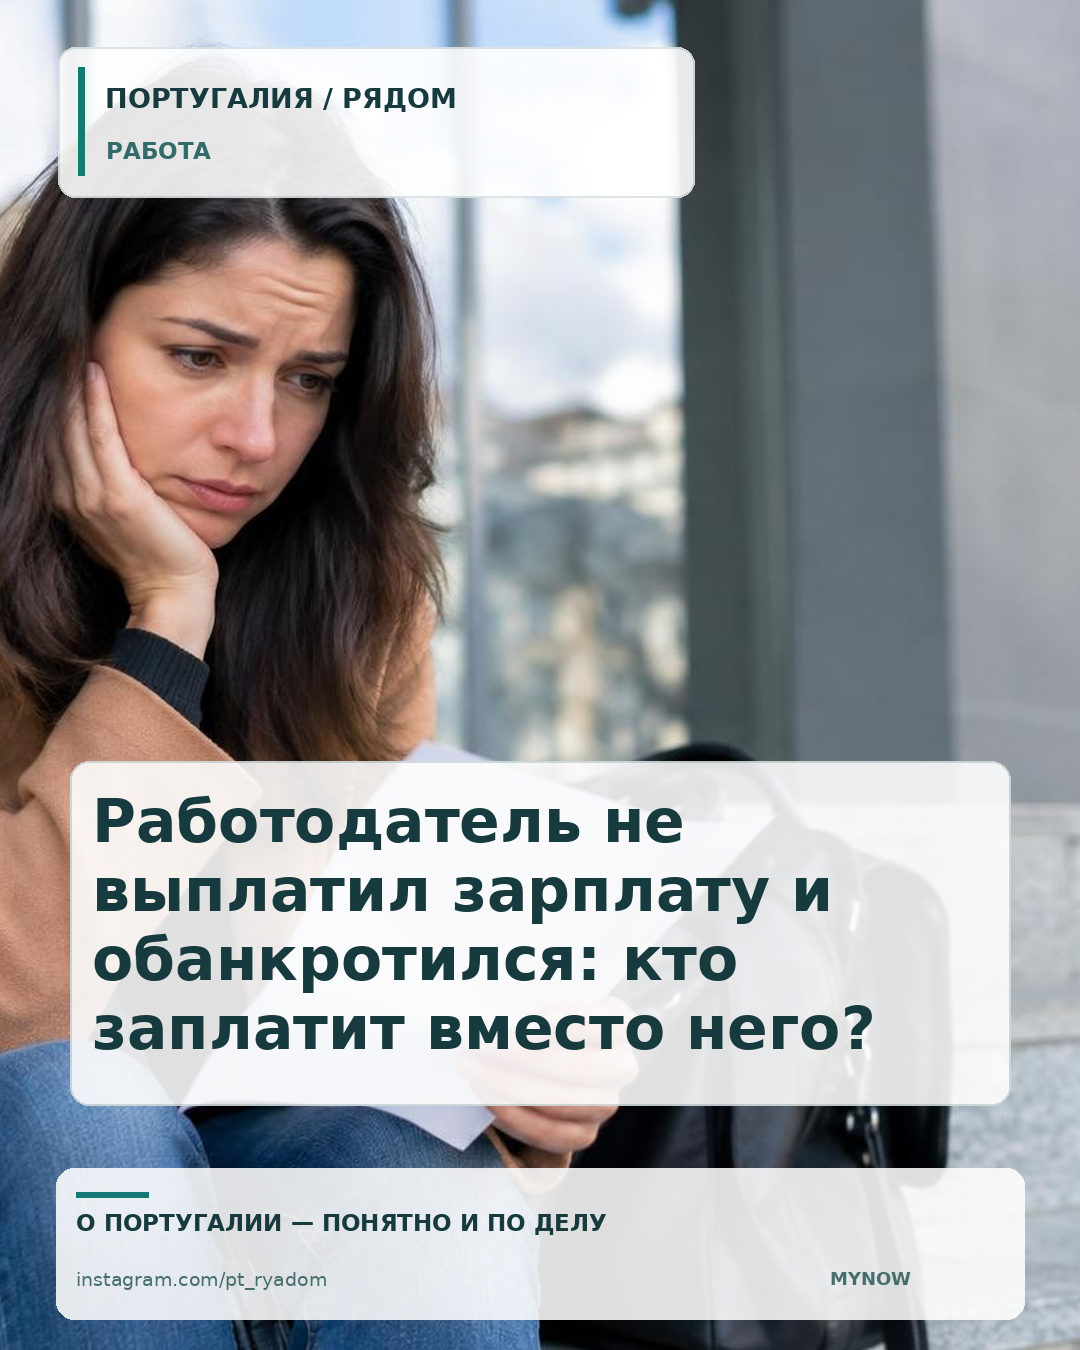 ПОРТУГАЛИЯ / РЯДОМ
РАБОТА
Работодатель не
выплатил зарплату и
обанкротился: кто
заплатит вместо него?
О ПОРТУГАЛИИ — ПОНЯТНО И ПО ДЕЛУ
instagram.com/pt_ryadom
MYNOW